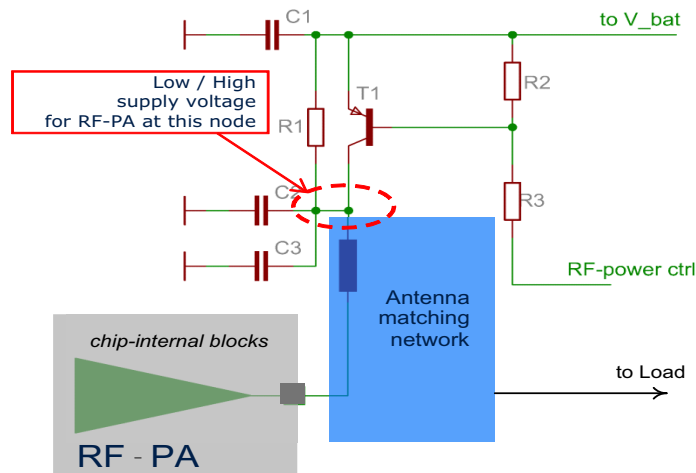 C1
to V_bat
Low / High
supply voltage
for RF-PA at this node
T1
R2
R1
C2
R3
C3
RF-power ctrl
Antenna
matching
network
chip-internal blocks
to Load
RF - PA